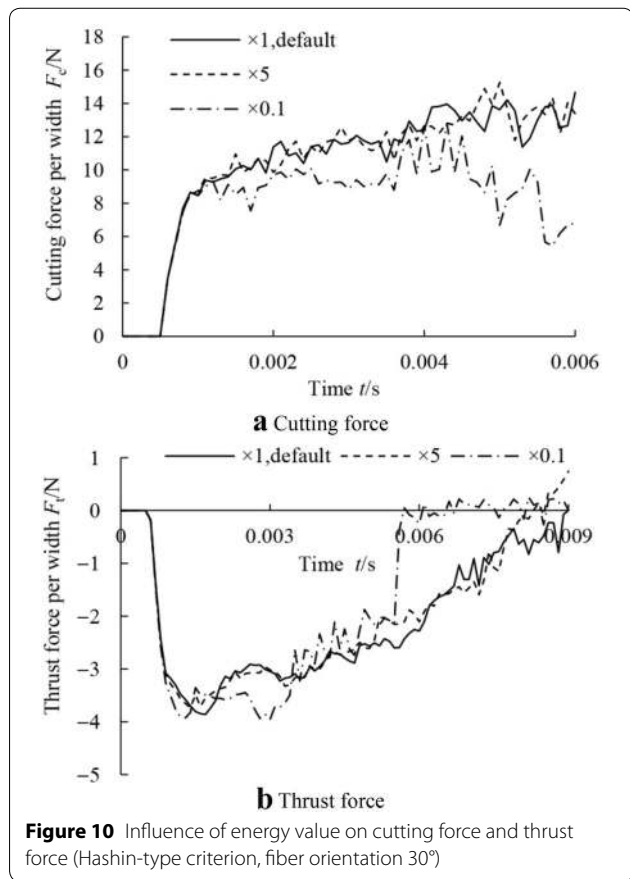 18
16
14
12
10
8
6
4
2
0
Cutting force per width Fc/N
×1,default
×5
×0.1
0 0.002 0.004 0.006
Time t/s
a Cutting force
1
0
−1
−2
−3
−4
−5
Thrust force per width Ft/N
×1,default ×5 ×0.1
0 0.003 0.006 0.009
Time t/s
b Thrust force
Figure 10 Influence of energy value on cutting force and thrust
force (Hashin-type criterion, fiber orientation 30°)